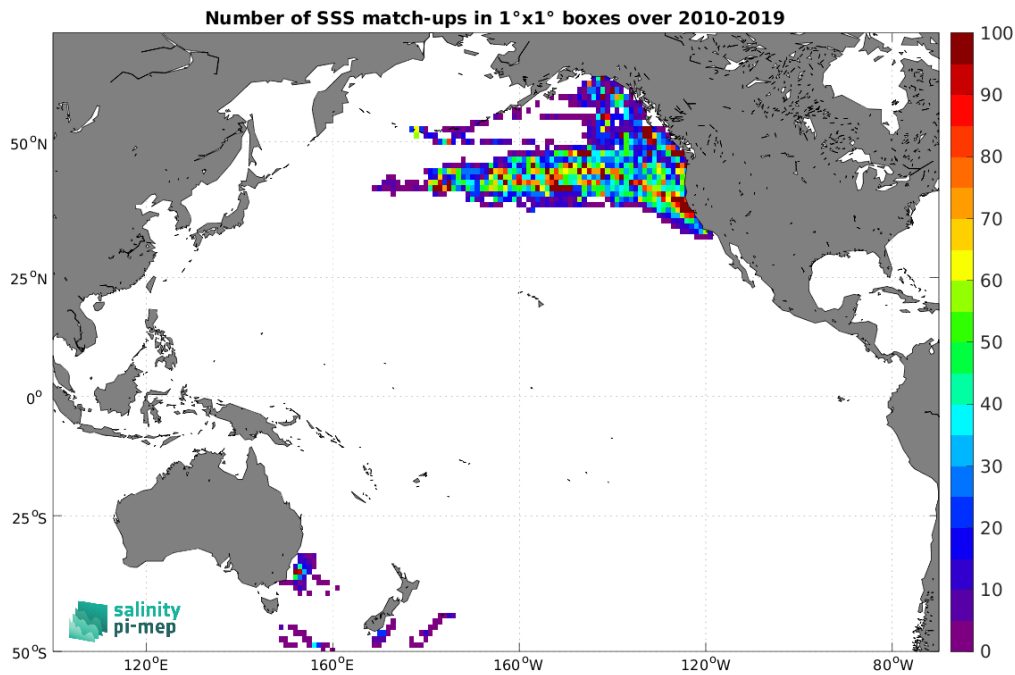 Number of SSS match-ups in 1°x1° boxes over 2010-2019
100
90
80
70
60
50
40
30
20
10
0
50°N
25°N
0°
25°S
50°S
120°E
160°E
160°W
120°W
80°W
salinity
pi-mep